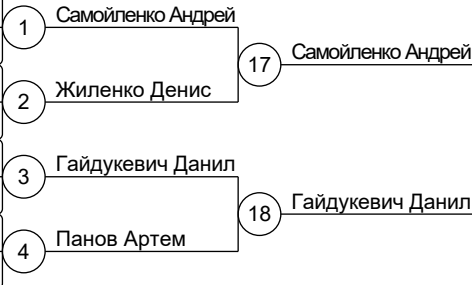 1 Самойленко Андрей
17 Самойленко Андрей
2 Жиленко Денис
3 Гайдукевич Данил
18 Гайдукевич Данил
4 Панов Артем